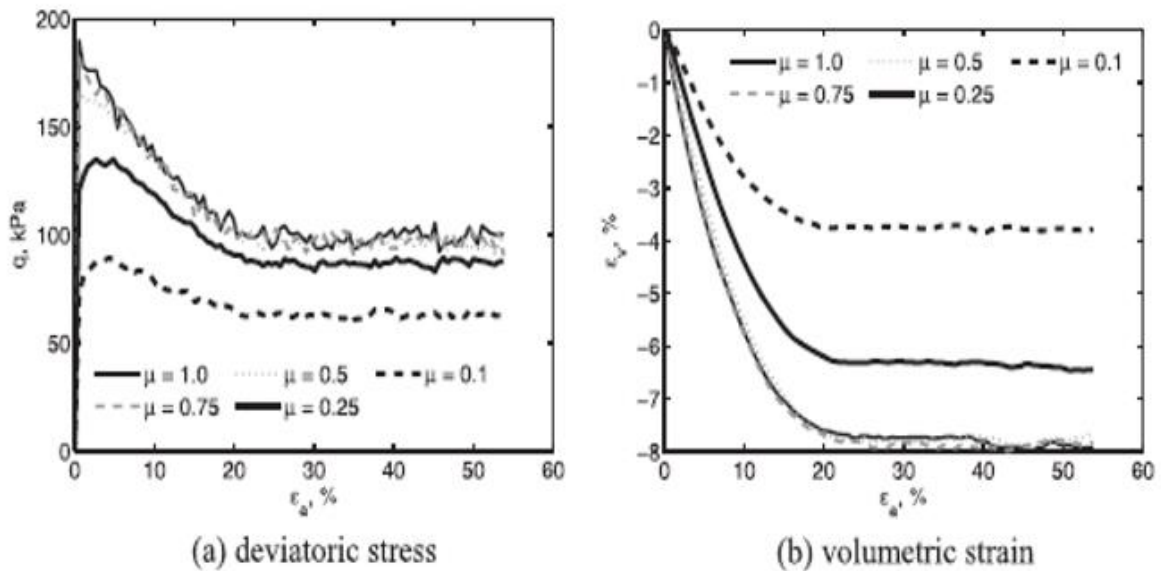 200
150
100
50
0
q, kPa
μ = 1.0 μ = 0.5 μ = 0.1
μ = 0.75 μ = 0.25
0 10 20 30 40 50 60
εa, %
(a) deviatoric stress
0
−1
−2
−3
−4
−5
−6
−7
−8
εv, %
μ = 1.0 μ = 0.5 μ = 0.1
μ = 0.75 μ = 0.25
0 10 20 30 40 50 60
εa, %
(b) volumetric strain